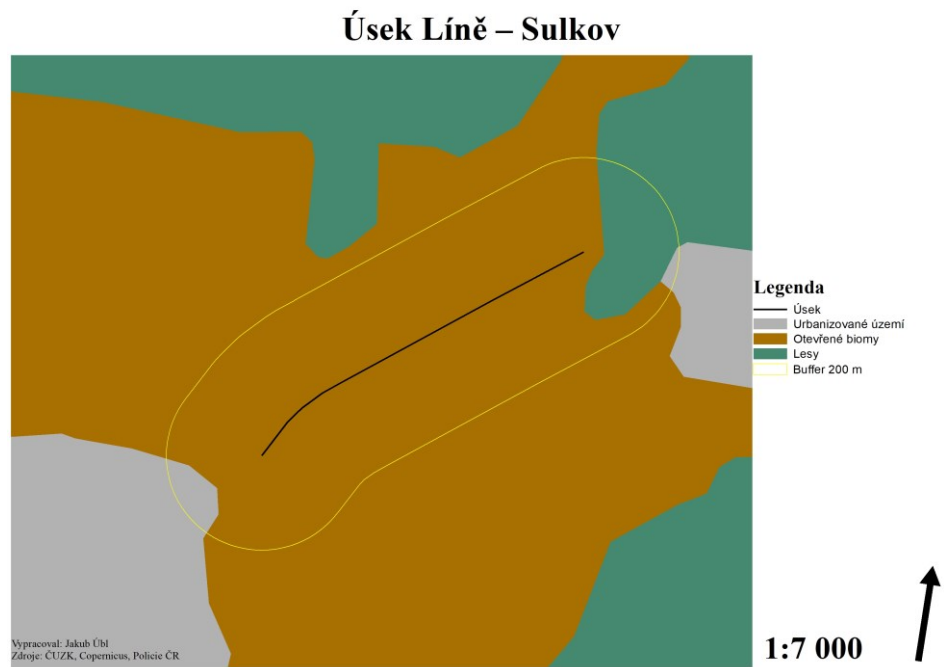 Úsek Líně – Sulkov
Legenda
Úsek
Urbanizované území
Otevřené biomy
Lesy
Buffer 200 m
Vypracoval: Jakub Úbl
Zdroje: ČUZK, Copernicus, Policie ČR
1:7 000